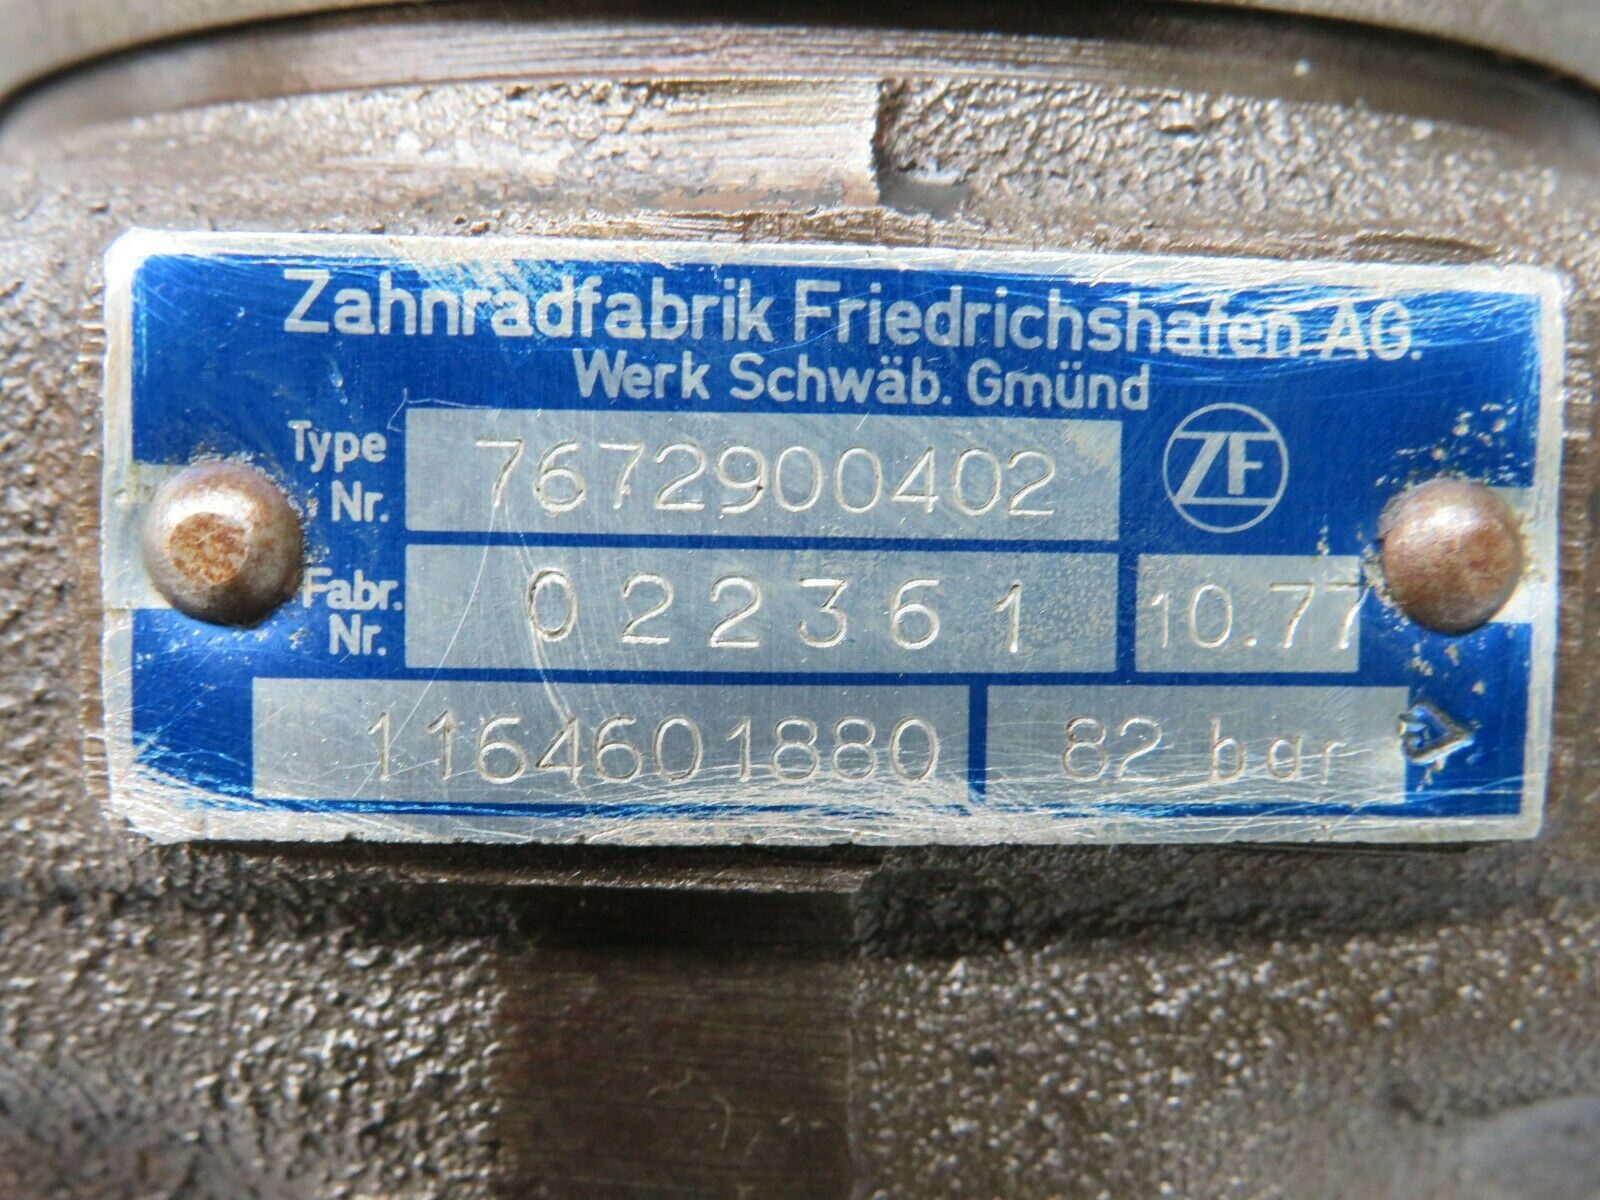 Zahnradfabrik Friedrichshafen AG.
Werk Schwäb. Gmünd
Type Nr. 7672900402
ZF
Fabr. Nr. 022361 10.77
1164601880 82 bar